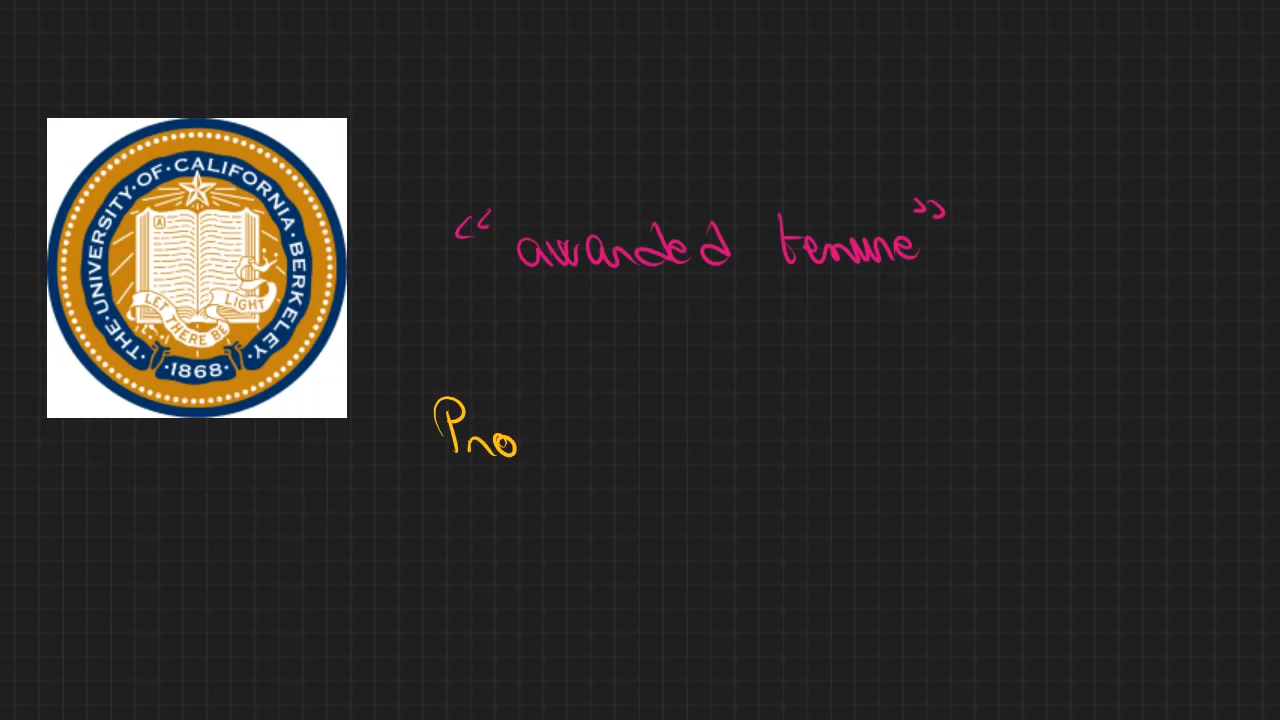 THE·UNIVERSITY·OF·CALIFORNIA·BERKELEY
A
LET THERE BE LIGHT
·1868·
“awarded tenure”
Pro